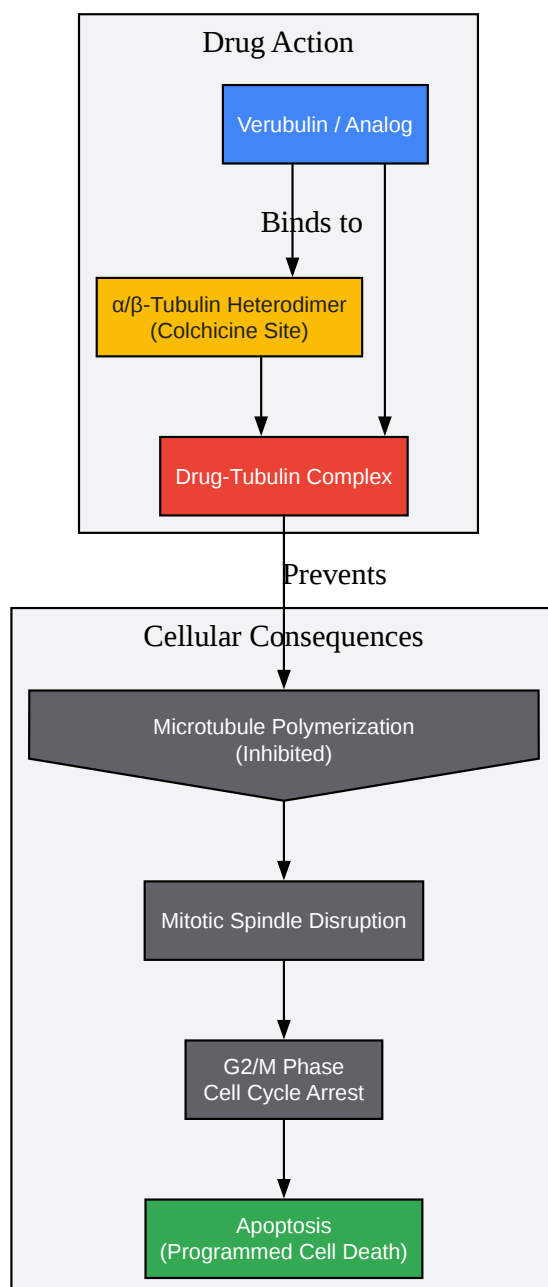 Drug Action
Verubulin / Analog
Binds to
α/β-Tubulin Heterodimer
(Colchicine Site)
Drug-Tubulin Complex
Prevents
Cellular Consequences
Microtubule Polymerization
(Inhibited)
Mitotic Spindle Disruption
G2/M Phase
Cell Cycle Arrest
Apoptosis
(Programmed Cell Death)